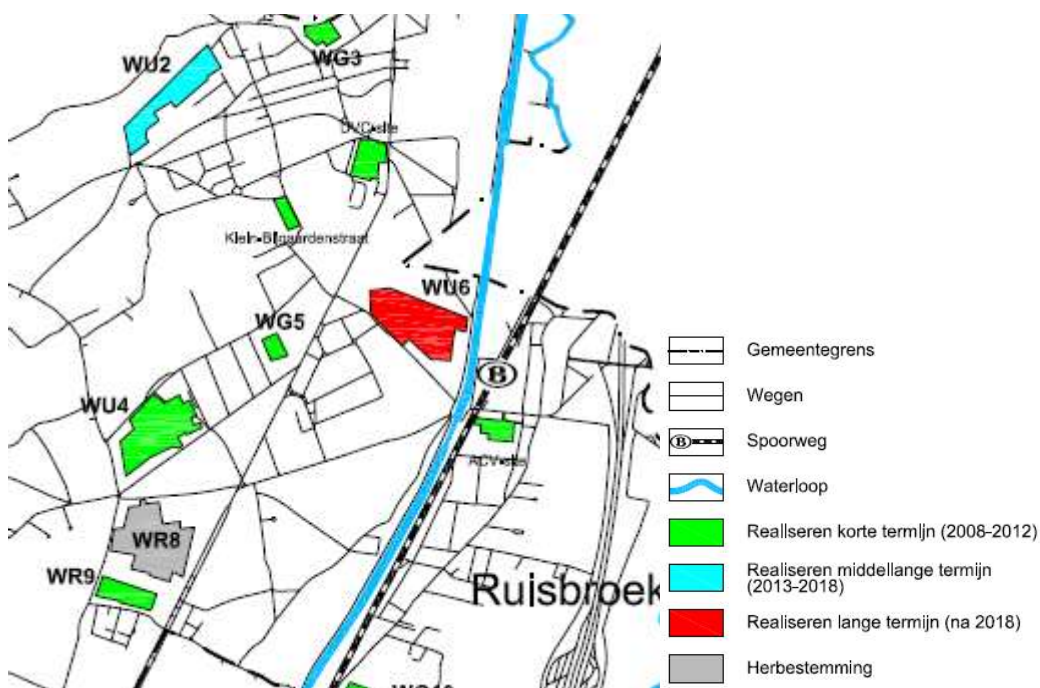 WG3
WU2
OVC-site
Klein-Bijgaardenstraat
WU6
WG5
B
WU4
ACV-site
WR8
WR9
Ruisbroek
Gemeentegrens
Wegen
B Spoorweg
Waterloop
Realiseren korte termijn (2008-2012)
Realiseren middellange termijn
(2013-2018)
Realiseren lange termijn (na 2018)
Herbestemming